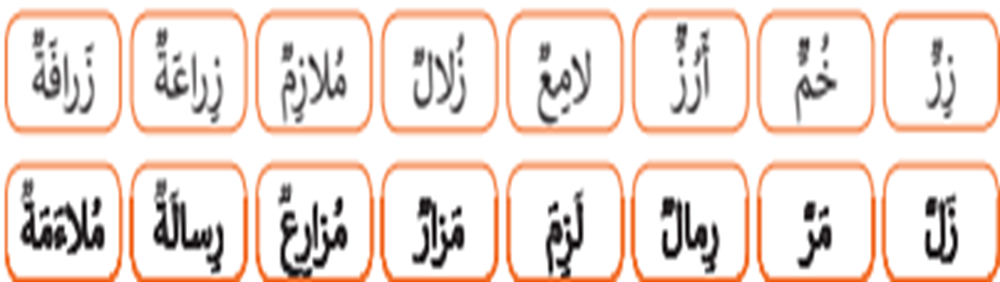 زِرٌّ خُمٌّ أَرُزٌّ لامِعٌ زُلالٌ مُلازِمٌ زِراعَةٌ زَرافَةٌ
زَلَّ مَرَّ رِمالٌ لَزِمَ مَزارٌ مُزارِعٌ رِسالَةٌ مُلاءَمَةٌ